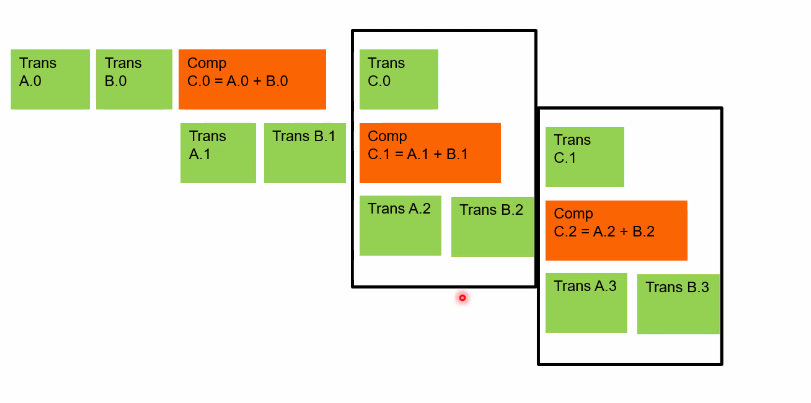 Trans
A.0
Trans
B.0
Comp
C.0 = A.0 + B.0
Trans
C.0
Trans
A.1
Trans B.1
Comp
C.1 = A.1 + B.1
Trans
C.1
Trans A.2
Trans B.2
Comp
C.2 = A.2 + B.2
Trans A.3
Trans B.3